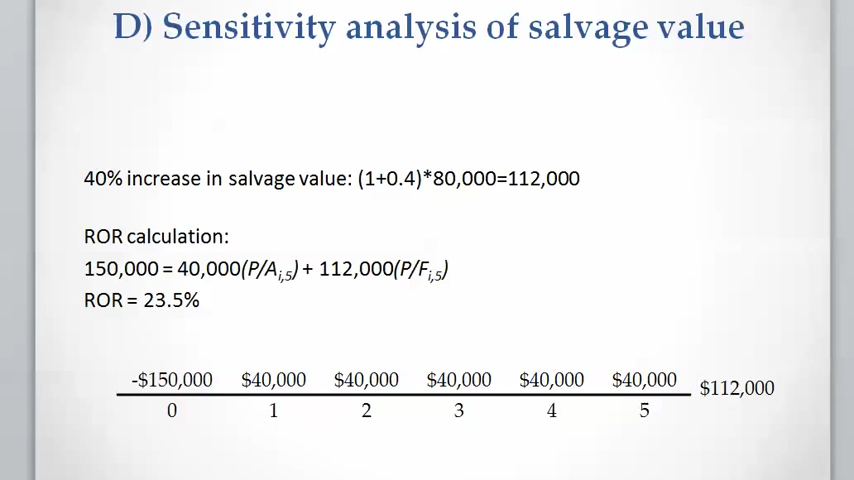 D) Sensitivity analysis of salvage value
40% increase in salvage value: (1+0.4)*80,000=112,000
ROR calculation:
150,000 = 40,000(P/Ai,5) + 112,000(P/Fi,5)
ROR = 23.5%
-$150,000 $40,000 $40,000 $40,000 $40,000 $40,000 $112,000
0 1 2 3 4 5